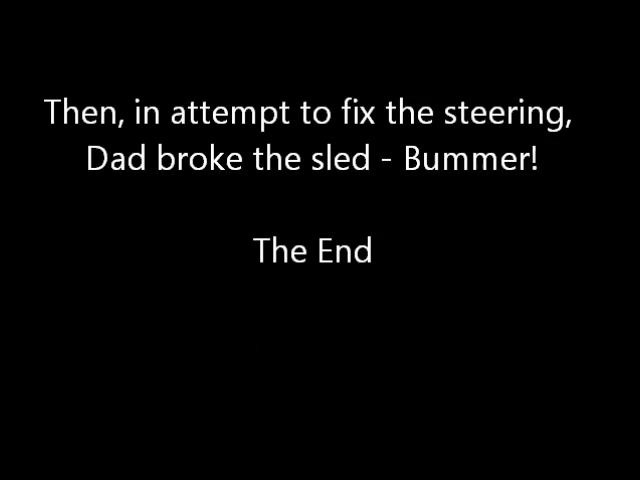 Then, in attempt to fix the steering,
Dad broke the sled - Bummer!
The End